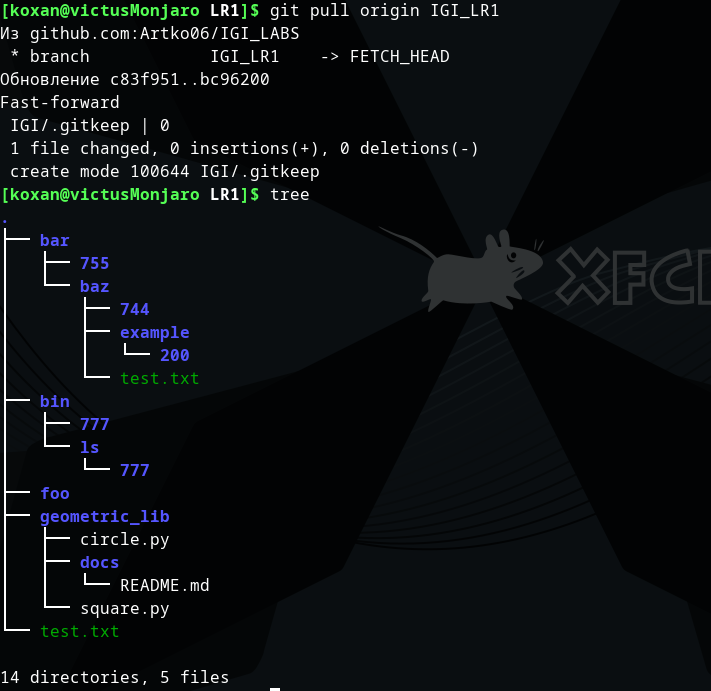 [koxan@victusMonjaro LR1]$ git pull origin IGI_LR1
Из github.com:Artko06/IGI_LABS
 * branch            IGI_LR1    -> FETCH_HEAD
Обновление c83f951..bc96200
Fast-forward
 IGI/.gitkeep | 0
 1 file changed, 0 insertions(+), 0 deletions(-)
 create mode 100644 IGI/.gitkeep
[koxan@victusMonjaro LR1]$ tree
.
├── bar
│   ├── 755
│   └── baz
│       ├── 744
│       ├── example
│       │   └── 200
│       └── test.txt
├── bin
│   ├── 777
│   └── ls
│       └── 777
├── foo
├── geometric_lib
│   ├── circle.py
│   ├── docs
│   │   └── README.md
│   └── square.py
└── test.txt

14 directories, 5 files